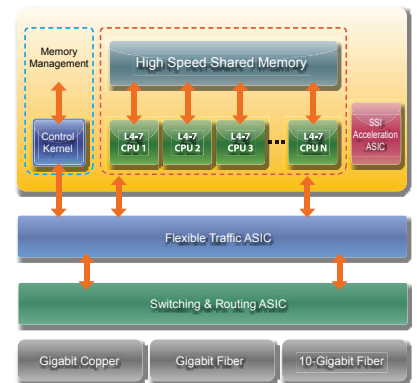 Memory
Management
High Speed Shared Memory
Control
Kernel
L4-7
CPU 1
L4-7
CPU 2
L4-7
CPU 3
L4-7
CPU N
SSI
Acceleration
ASIC
Flexible Traffic ASIC
Switching & Routing ASIC
Gigabit Copper
Gigabit Fiber
10-Gigabit Fiber